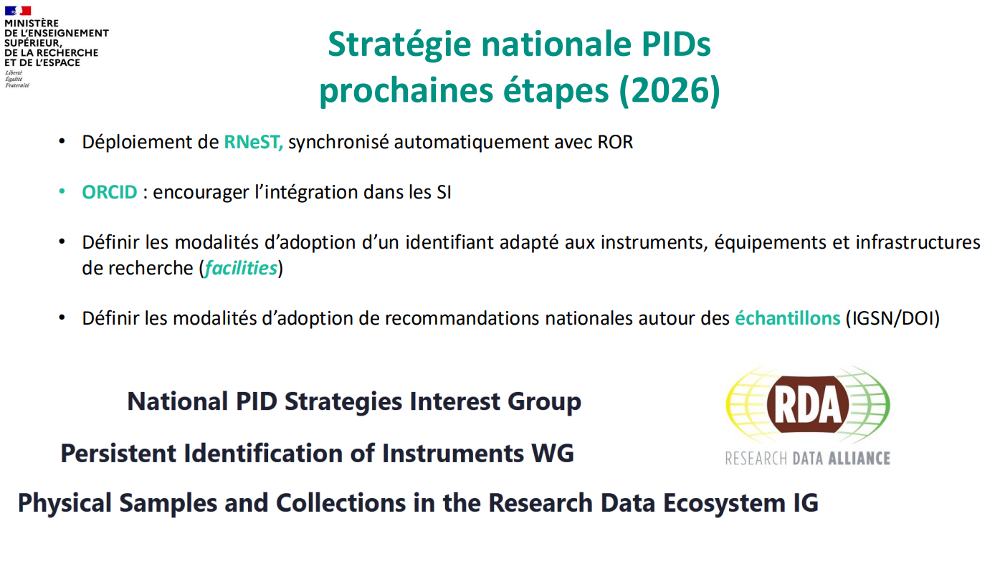 MINISTÈRE
DE L'ENSEIGNEMENT
SUPÉRIEUR,
DE LA RECHERCHE
ET DE L'ESPACE
Liberté
Égalité
Fraternité
Stratégie nationale PIDs
prochaines étapes (2026)
• Déploiement de RNeST, synchronisé automatiquement avec ROR
• ORCID : encourager l'intégration dans les SI
• Définir les modalités d'adoption d'un identifiant adapté aux instruments, équipements et infrastructures
de recherche (facilities)
• Définir les modalités d'adoption de recommandations nationales autour des échantillons (IGSN/DOI)
National PID Strategies Interest Group
Persistent Identification of Instruments WG
Physical Samples and Collections in the Research Data Ecosystem IG
RDA
RESEARCH DATA ALLIANCE